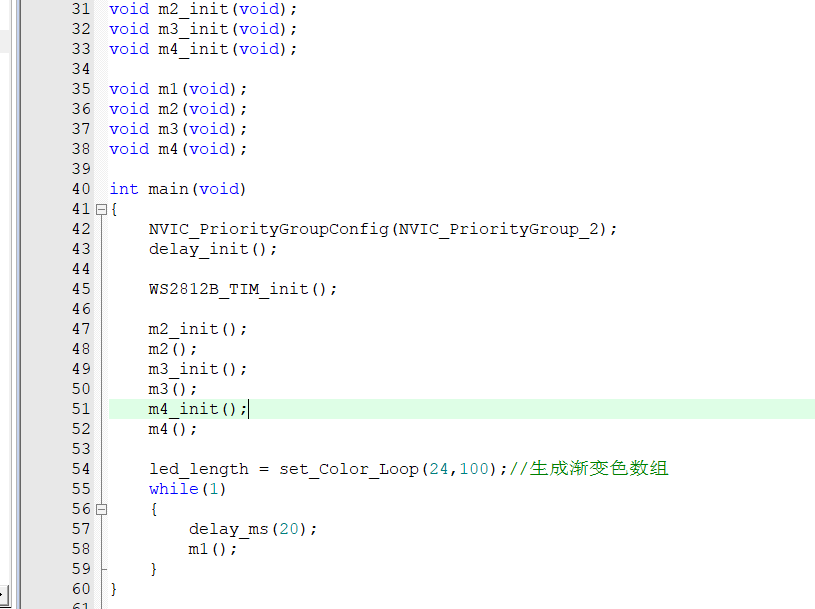 31 void m2_init(void);
32 void m3_init(void);
33 void m4_init(void);
34
35 void m1(void);
36 void m2(void);
37 void m3(void);
38 void m4(void);
39
40 int main(void)
41 {
42 NVIC_PriorityGroupConfig(NVIC_PriorityGroup_2);
43 delay_init();
44
45 WS2812B_TIM_init();
46
47 m2_init();
48 m2();
49 m3_init();
50 m3();
51 m4_init();
52 m4();
53
54 led_length = set_Color_Loop(24,100);//生成渐变色数组
55 while(1)
56 {
57 delay_ms(20);
58 m1();
59 }
60 }
61